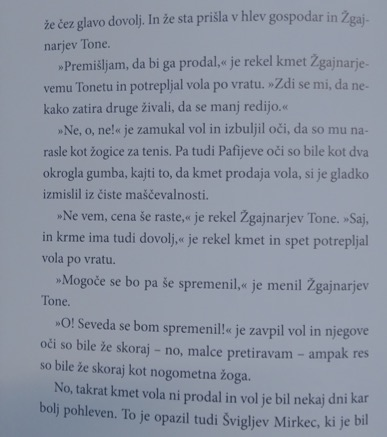 že čez glavo dovolj. In že sta prišla v hlev gospodar in Žgaj-
narjev Tone.
»Premišljam, da bi ga prodal,« je rekel kmet Žgajnarje-
vemu Tonetu in potrepljal vola po vratu. »Zdi se mi, da ne-
kako zatira druge živali, da se manj redijo.«
»Ne, o, ne!« je zamukal vol in izbuljil oči, da so mu na-
rasle kot žogice za tenis. Pa tudi Pafijeve oči so bile kot dva
okrogla gumba, kajti to, da kmet prodaja vola, si je gladko
izmislil iz čiste maščevalnosti.
»Ne vem, cena še raste,« je rekel Žgajnarjev Tone. »Saj,
in krme ima tudi dovolj,« je rekel kmet in spet potrepljal
vola po vratu.
»Mogoče se bo pa še spremenil,« je menil Žgajnarjev
Tone.
»O! Seveda se bom spremenil!« je zavpil vol in njegove
oči so bile že skoraj – no, malce pretiravam – ampak res
so bile že skoraj kot nogometna žoga.
No, takrat kmet vola ni prodal in vol je bil nekaj dni kar
bolj pohleven. To je opazil tudi Švigljev Mirkec, ki je bil